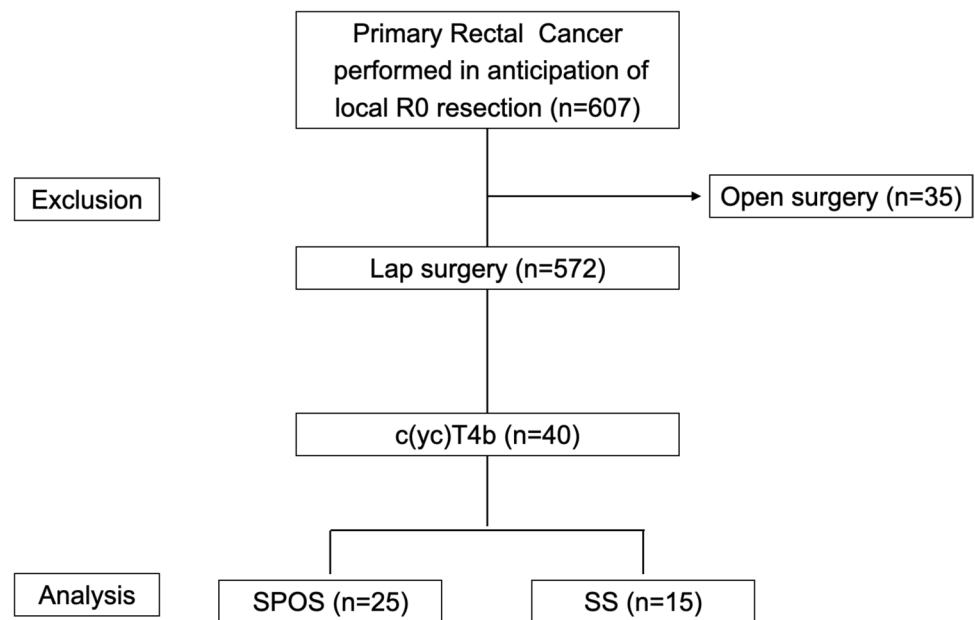 Primary Rectal Cancer
performed in anticipation of
local R0 resection (n=607)
Exclusion
Open surgery (n=35)
Lap surgery (n=572)
c(yc)T4b (n=40)
Analysis
SPOS (n=25)
SS (n=15)